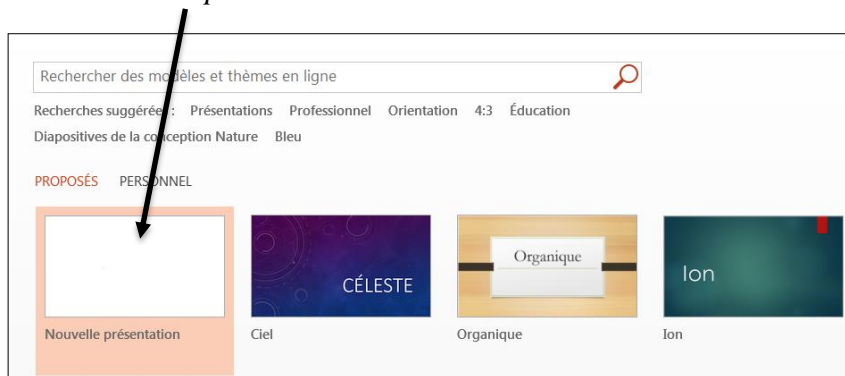 Rechercher des modèles et thèmes en ligne
Recherches suggérées : Présentations Professionnel Orientation 4:3 Éducation
Diapositives de la conception Nature Bleu
PROPOSÉS PERSONNEL
CÉLESTE
Organique
Ion
Nouvelle présentation Ciel Organique Ion